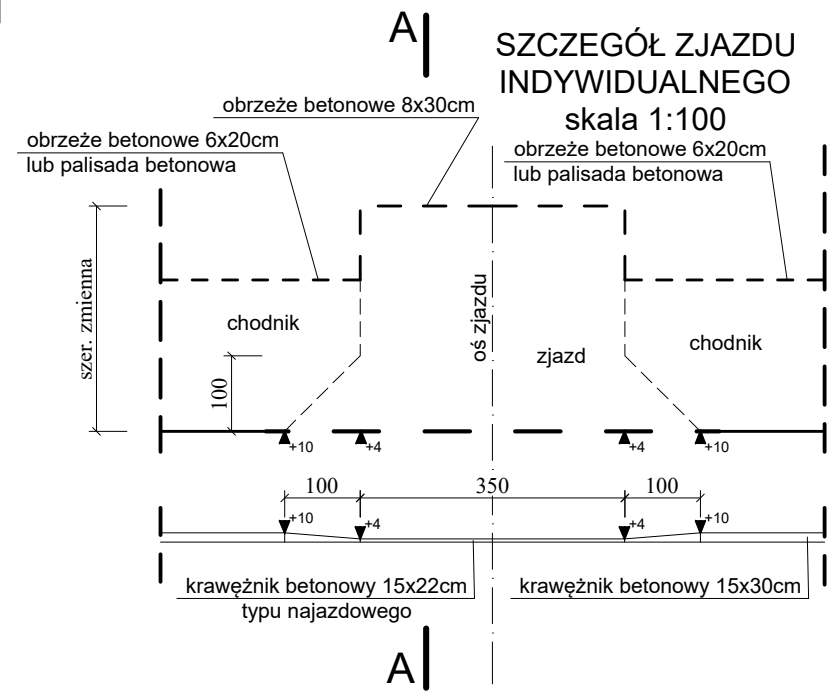 A
SZCZEGÓŁ ZJAZDU
INDYWIDUALNEGO
skala 1:100
obrzeże betonowe 8x30cm
obrzeże betonowe 6x20cm
lub palisada betonowa
obrzeże betonowe 6x20cm
lub palisada betonowa
szer. zmienna
chodnik
oś zjazdu
zjazd
chodnik
100
+10
+4
+4
+10
100
350
100
+10
+4
+4
+10
krawężnik betonowy 15x22cm
typu najazdowego
krawężnik betonowy 15x30cm
A